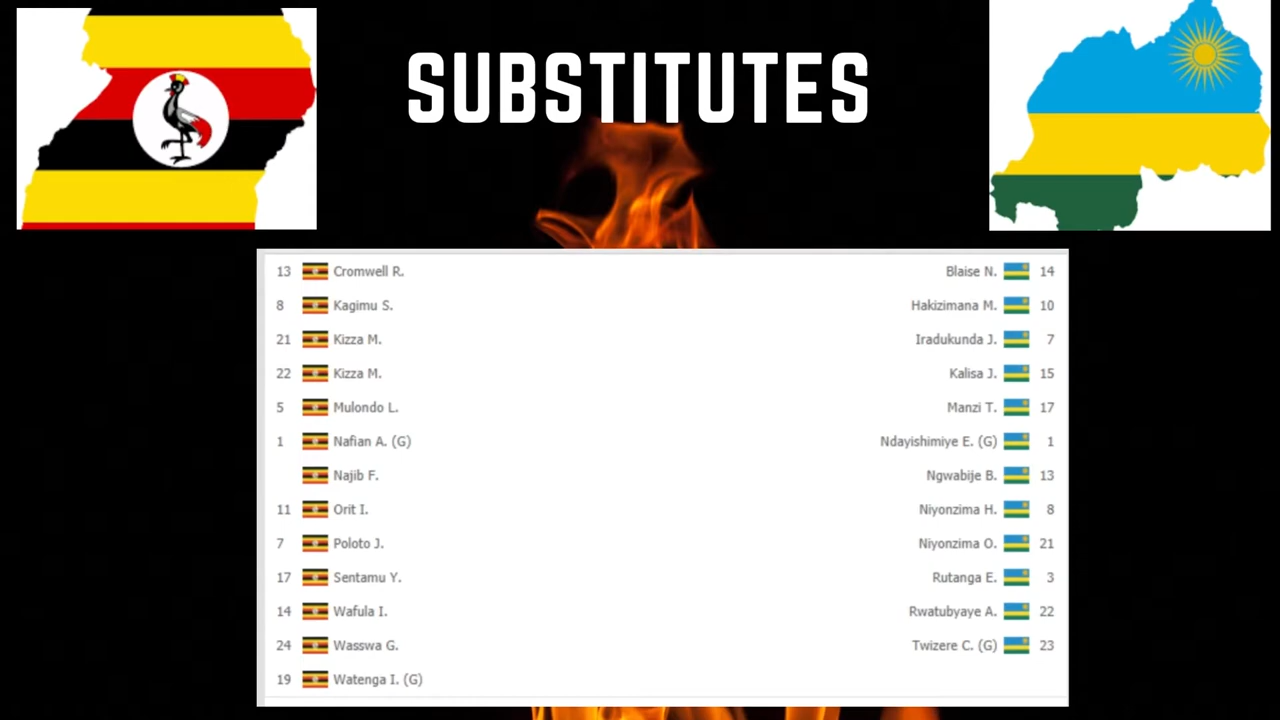 SUBSTITUTES
13 Cromwell R. Blaise N. 14
8 Kagimu S. Hakizimana M. 10
21 Kizza M. Iradukunda J. 7
22 Kizza M. Kalisa J. 15
5 Mulondo L. Manzi T. 17
1 Nafian A. (G) Ndayishimiye E. (G) 1
Najib F. Ngwabije B. 13
11 Orit I. Niyonzima H. 8
7 Poloto J. Niyonzima O. 21
17 Sentamu Y. Rutanga E. 3
14 Wafula I. Rwatubyaye A. 22
24 Wasswa G. Twizere C. (G) 23
19 Watenga I. (G)